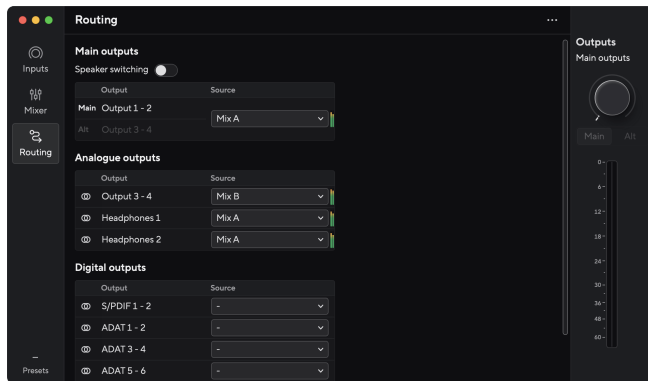 Routing
...
Inputs
Mixer
Routing
Presets
Main outputs
Speaker switching
Output Source
Main Output 1 - 2
Mix A
Alt Output 3 - 4
Analogue outputs
Output Source
Output 3 - 4 Mix B
Headphones 1 Mix A
Headphones 2 Mix A
Digital outputs
Output Source
S/PDIF 1 - 2 -
ADAT 1 - 2 -
ADAT 3 - 4 -
ADAT 5 - 6 -
Outputs
Main outputs
Main Alt
0
6
12
18
24
30
36
48
60